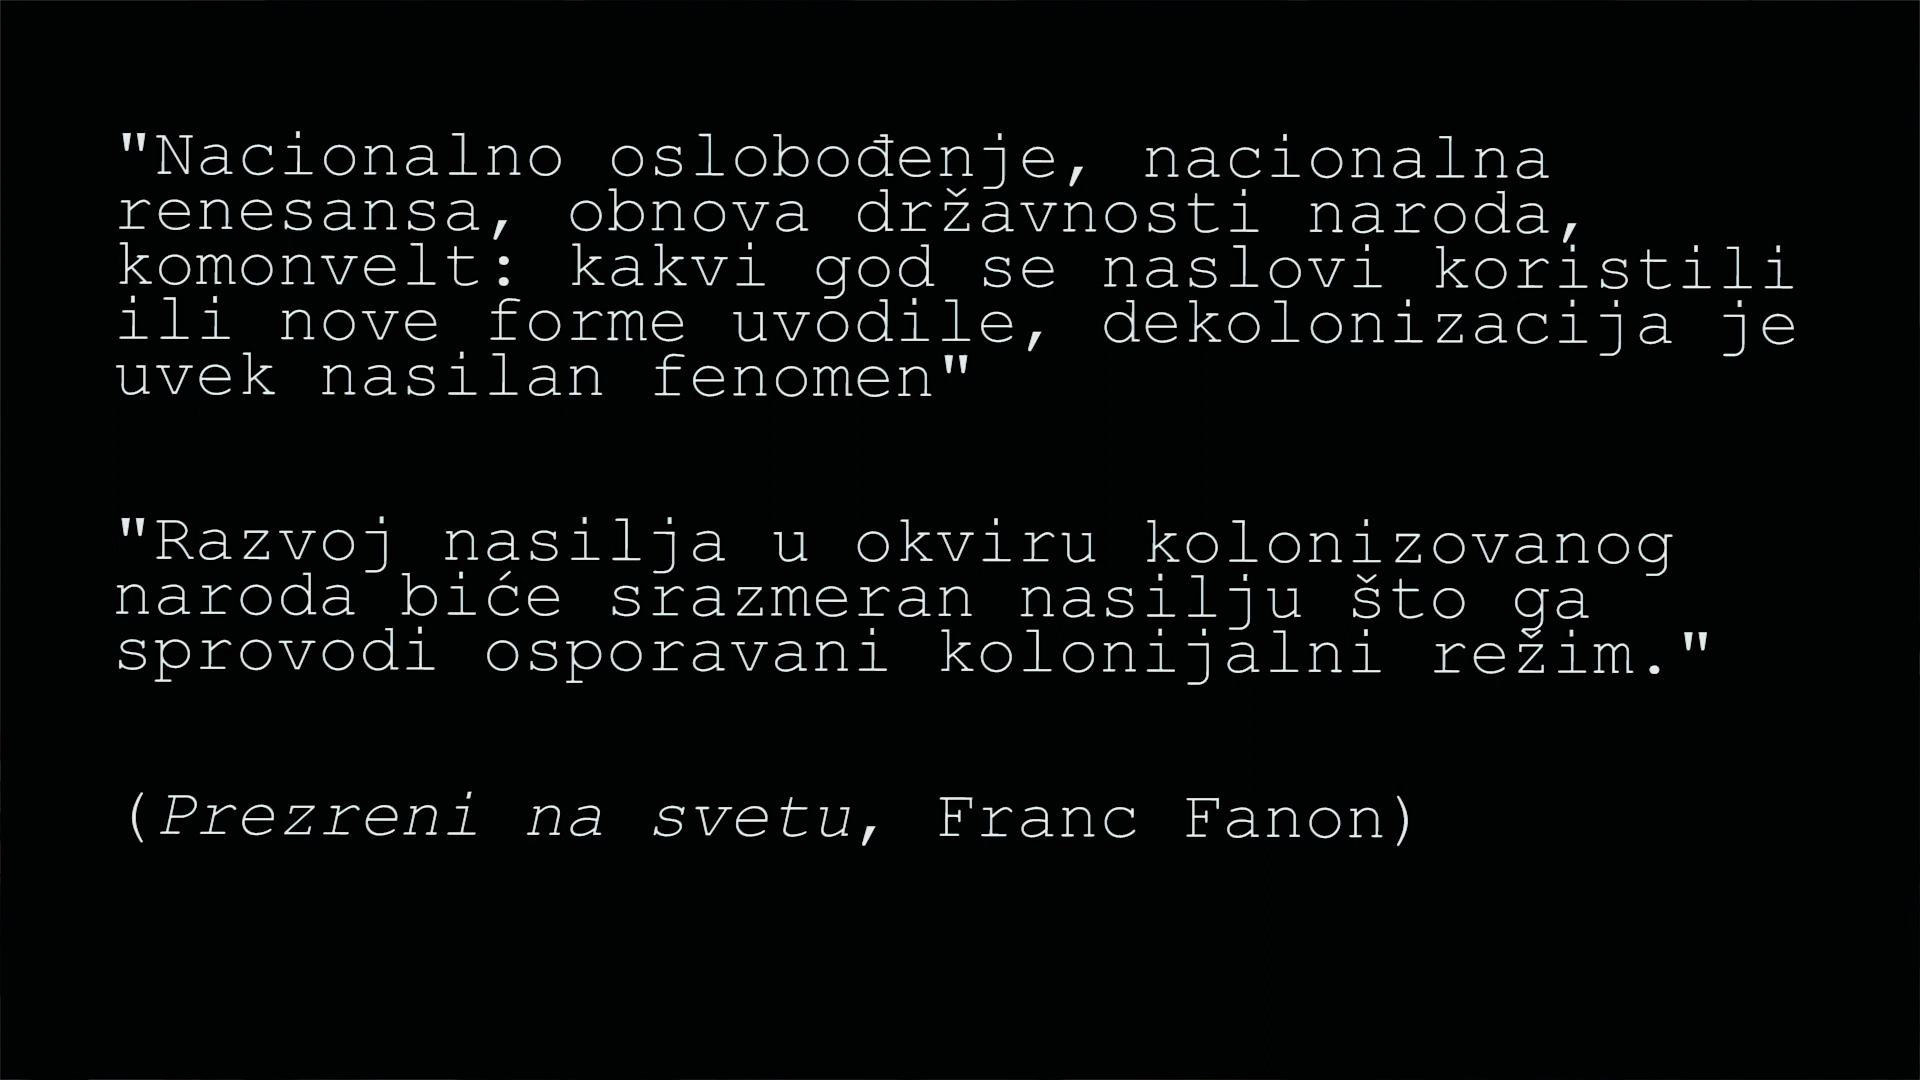 "Nacionalno oslobođenje, nacionalna
renesansa, obnova državnosti naroda,
komonvelt: kakvi god se naslovi koristili
ili nove forme uvodile, dekolonizacija je
uvek nasilan fenomen"
"Razvoj nasilja u okviru kolonizovanog
naroda biće srazmeran nasilju što ga
sprovodi osporavani kolonijalni režim."
(Prezreni na svetu, Franc Fanon)